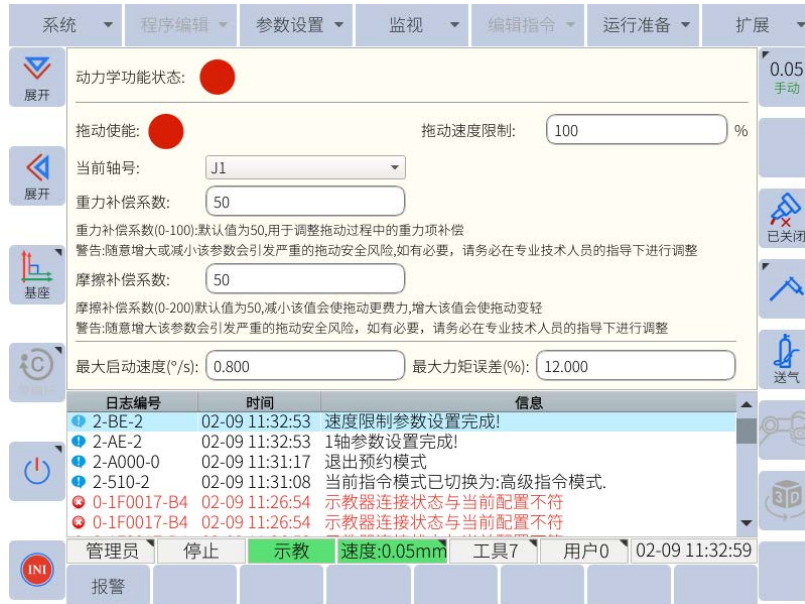 系统 程序编辑 参数设置 监视 编辑指令 运行准备 扩展
展开
动力学功能状态:
0.05
手动
拖动使能: 拖动速度限制: 100 %
展开
当前轴号: J1
重力补偿系数: 50
重力补偿系数(0-100):默认值为50,用于调整拖动过程中的重力项补偿
警告:随意增大或减小该参数会引发严重的拖动安全风险,如有必要，请务必在专业技术人员的指导下进行调整
已关闭
基座
摩擦补偿系数: 50
摩擦补偿系数(0-200)默认值为50,减小该值会使拖动更费力,增大该值会使拖动变轻
警告:随意增大该参数会引发严重的拖动安全风险，如有必要，请务必在专业技术人员的指导下进行调整
最大启动速度(°/s): 0.800 最大力矩误差(%): 12.000
送气
日志编号 时间 信息
2-BE-2 02-09 11:32:53 速度限制参数设置完成!
2-AE-2 02-09 11:32:53 1轴参数设置完成!
2-A000-0 02-09 11:31:17 退出预约模式
2-510-2 02-09 11:31:08 当前指令模式已切换为:高级指令模式.
0-1F0017-B4 02-09 11:26:54 示教器连接状态与当前配置不符
0-1F0017-B4 02-09 11:26:54 示教器连接状态与当前配置不符
3D
管理员 停止 示教 速度:0.05mm 工具7 用户0 02-09 11:32:59
INI
报警